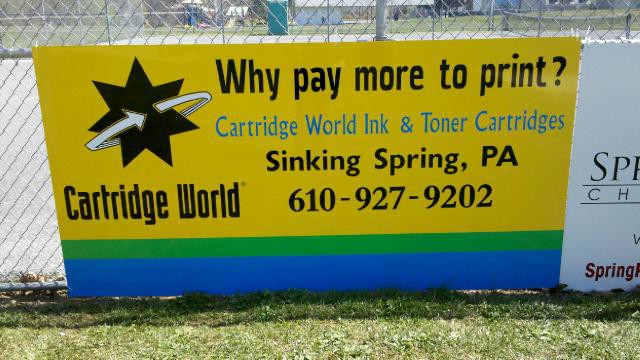 Why pay more to print?
Cartridge World Ink & Toner Cartridges
Sinking Spring, PA
Cartridge World®
610-927-9202